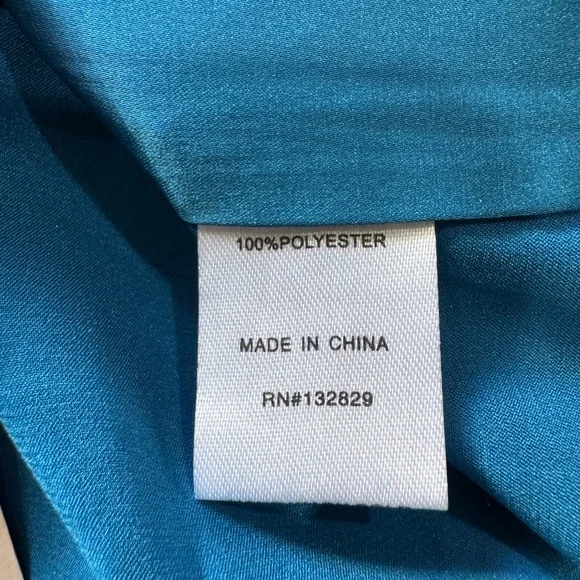 100%POLYESTER
MADE IN CHINA
RN#132829